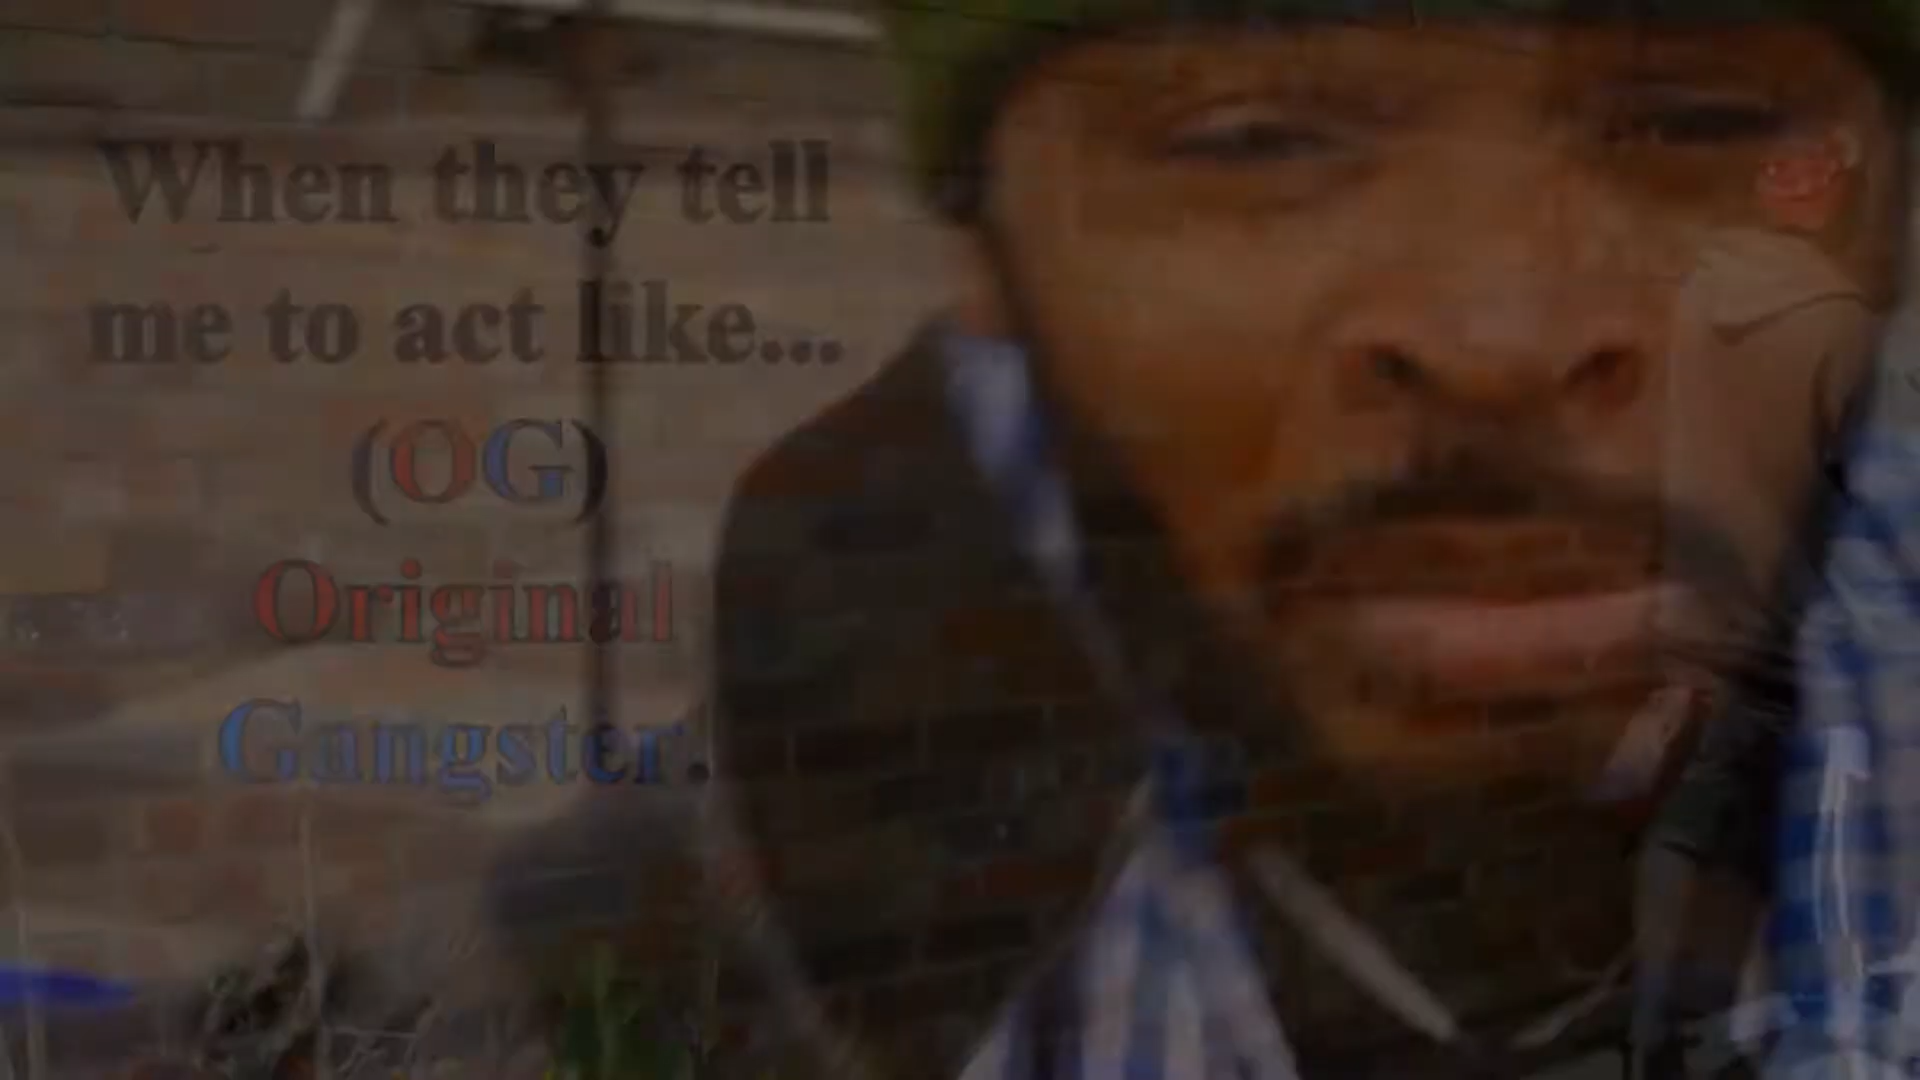 When they tell
me to act like...
(OG)
Original
Gangster.